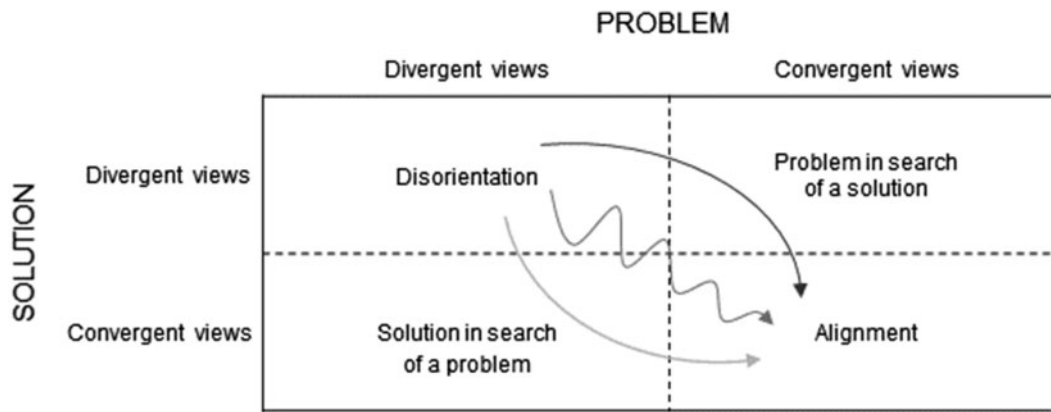 PROBLEM
Divergent views
Convergent views
SOLUTION
Divergent views
Disorientation
Problem in search
of a solution
Convergent views
Solution in search
of a problem
Alignment